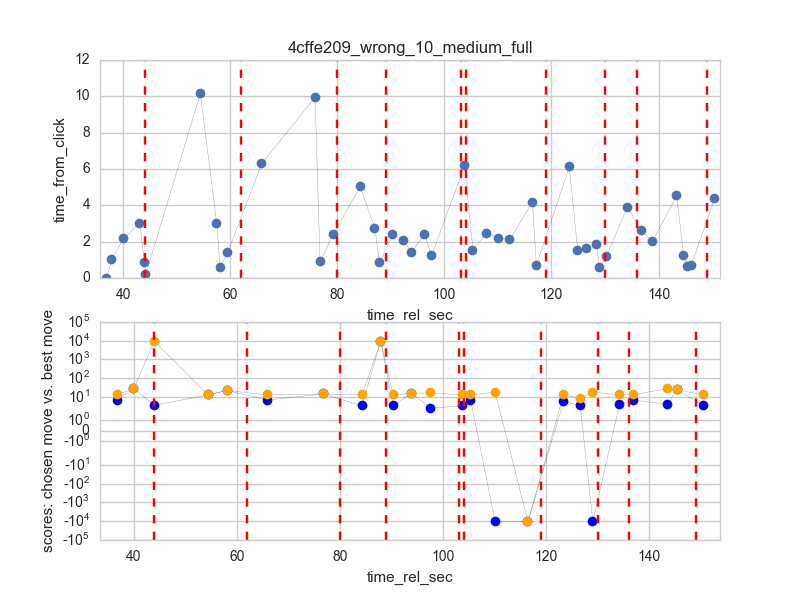 4cffe209_wrong_10_medium_full
time_from_click
12
10
8
6
4
2
0
40 60 80 100 120 140
time_rel_sec
scores: chosen move vs. best move
10^5
10^4
10^3
10^2
10^1
10^0
0
-10^0
-10^1
-10^2
-10^3
-10^4
-10^5
40 60 80 100 120 140
time_rel_sec